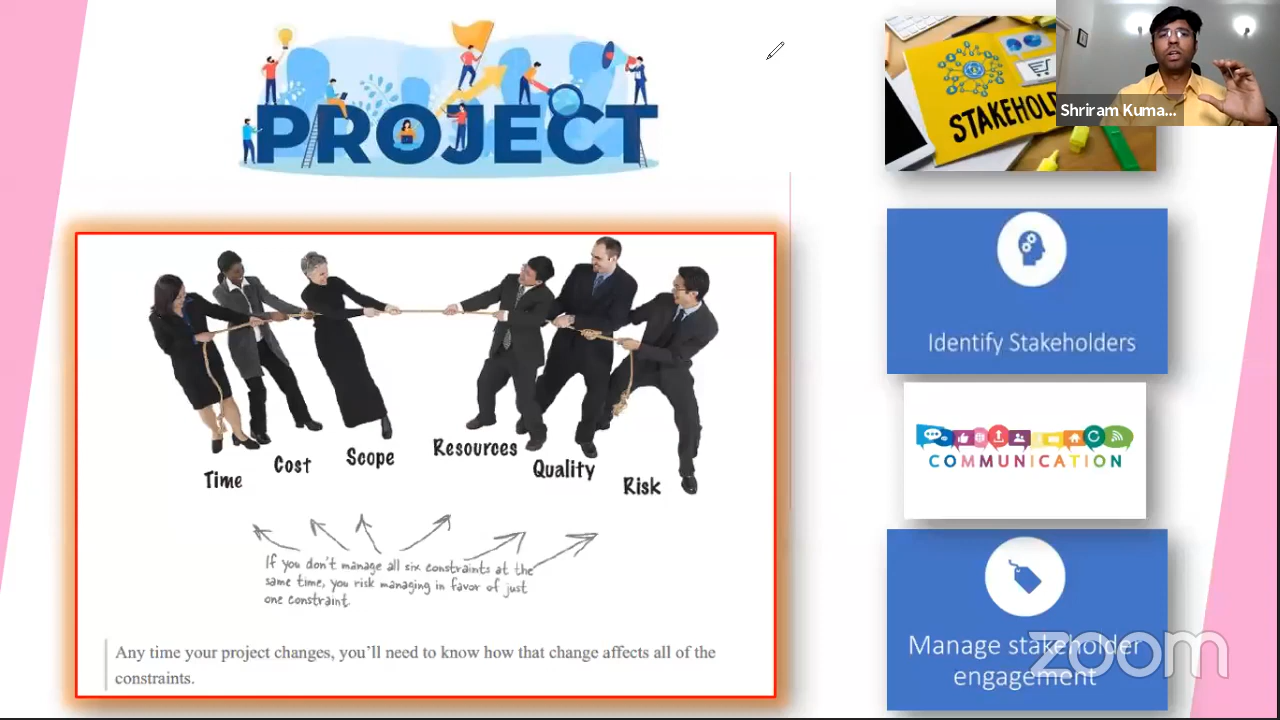 PROJECT
STAKEHOL
Shriram Kuma...
Time
Cost
Scope
Resources
Quality
Risk
If you don't manage all six constraints at the
same time, you risk managing in favor of just
one constraint.
Any time your project changes, you'll need to know how that change affects all of the
constraints.
Identify Stakeholders
COMMUNICATION
Manage stakeholder
engagement
zoom